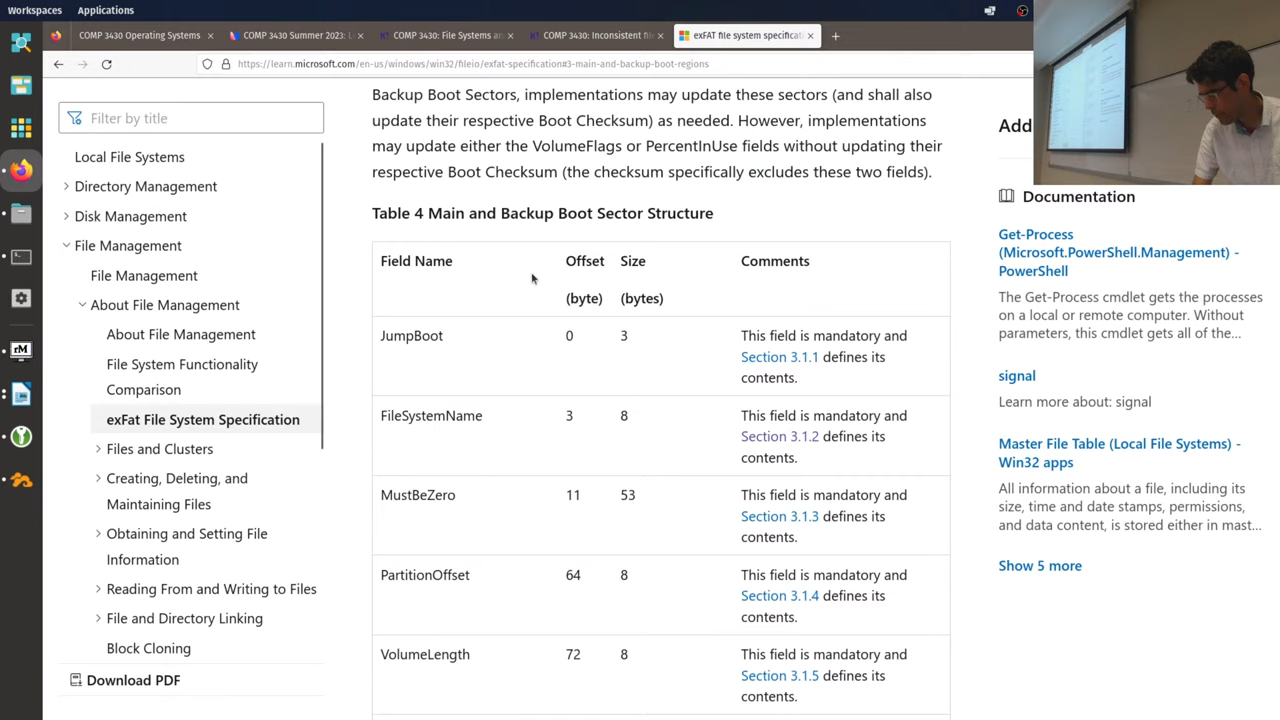 Workspaces Applications
COMP 3430 Operating Systems
COMP 3430 Summer 2023: L
COMP 3430: File Systems an
COMP 3430: Inconsistent file
exFAT file system specificati
https://learn.microsoft.com/en-us/windows/win32/fileio/exfat-specification#3-main-and-backup-boot-regions
Filter by title
Local File Systems
Directory Management
Disk Management
File Management
File Management
About File Management
About File Management
File System Functionality
Comparison
exFat File System Specification
Files and Clusters
Creating, Deleting, and
Maintaining Files
Obtaining and Setting File
Information
Reading From and Writing to Files
File and Directory Linking
Block Cloning
Download PDF
Backup Boot Sectors, implementations may update these sectors (and shall also
update their respective Boot Checksum) as needed. However, implementations
may update either the VolumeFlags or PercentInUse fields without updating their
respective Boot Checksum (the checksum specifically excludes these two fields).
Table 4 Main and Backup Boot Sector Structure
Field Name Offset Size Comments
(byte) (bytes)
JumpBoot 0 3 This field is mandatory and
Section 3.1.1 defines its
contents.
FileSystemName 3 8 This field is mandatory and
Section 3.1.2 defines its
contents.
MustBeZero 11 53 This field is mandatory and
Section 3.1.3 defines its
contents.
PartitionOffset 64 8 This field is mandatory and
Section 3.1.4 defines its
contents.
VolumeLength 72 8 This field is mandatory and
Section 3.1.5 defines its
contents.
Add
Documentation
Get-Process
(Microsoft.PowerShell.Management) -
PowerShell
The Get-Process cmdlet gets the processes
on a local or remote computer. Without
parameters, this cmdlet gets all of the...
signal
Learn more about: signal
Master File Table (Local File Systems) -
Win32 apps
All information about a file, including its
size, time and date stamps, permissions,
and data content, is stored either in mast...
Show 5 more